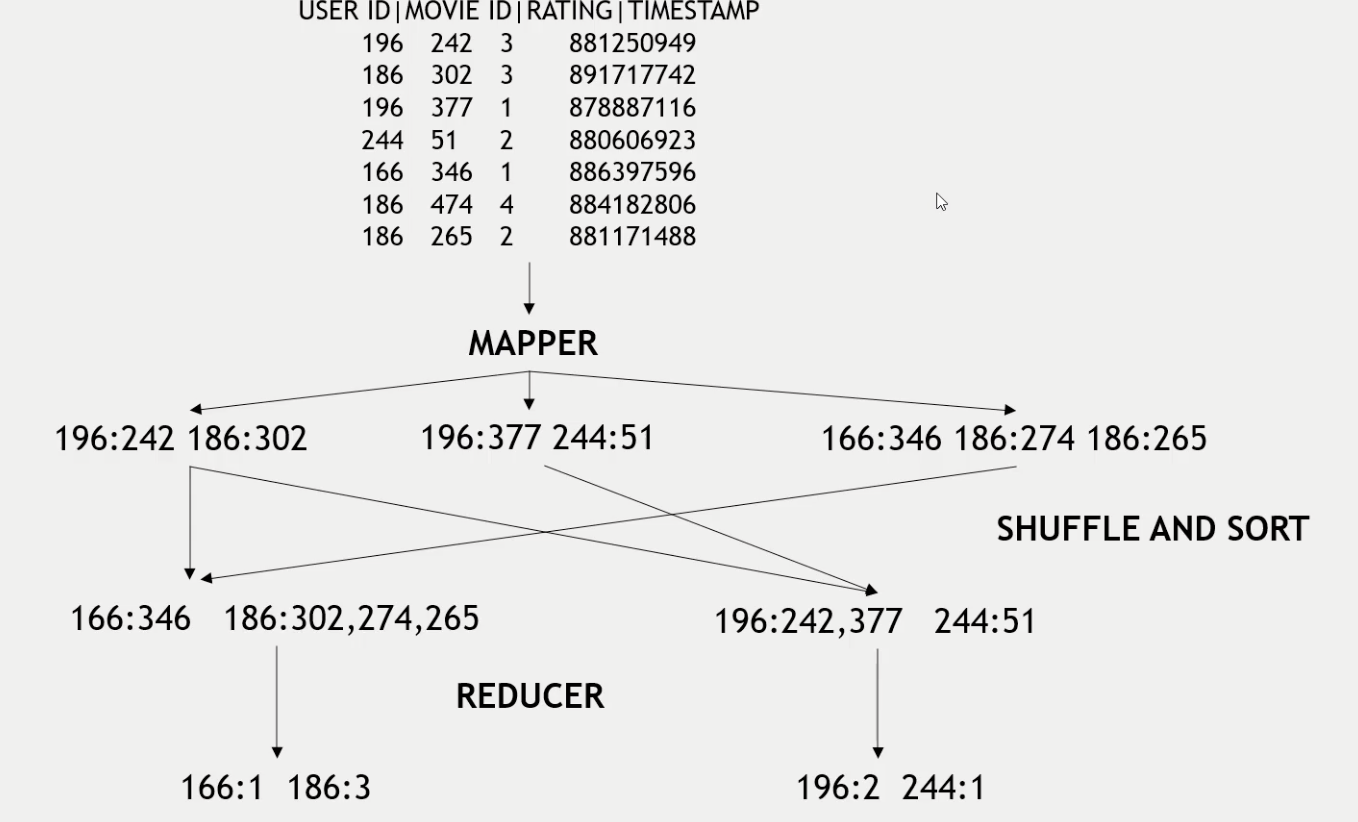 USER ID|MOVIE ID|RATING|TIMESTAMP
196 242 3 881250949
186 302 3 891717742
196 377 1 878887116
244 51 2 880606923
166 346 1 886397596
186 474 4 884182806
186 265 2 881171488
MAPPER
196:242 186:302 196:377 244:51 166:346 186:274 186:265
SHUFFLE AND SORT
166:346 186:302,274,265 196:242,377 244:51
REDUCER
166:1 186:3 196:2 244:1